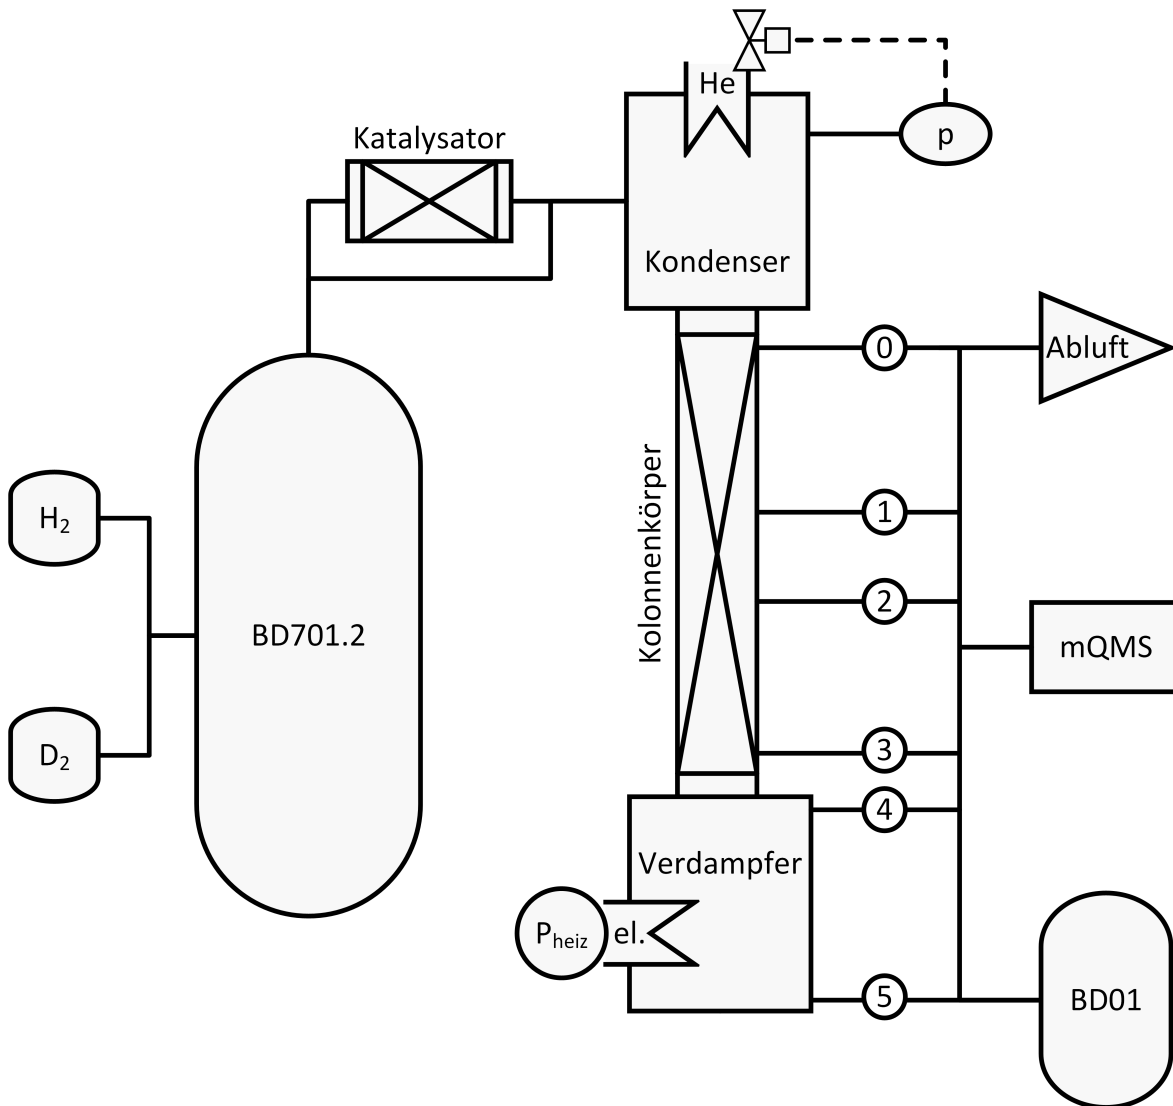 He
p
Katalysator
Kondenser
0
Abluft
Kolonnenkörper
H₂
1
2
BD701.2
mQMS
3
D₂
4
Verdampfer
Pheiz
el.
5
BD01